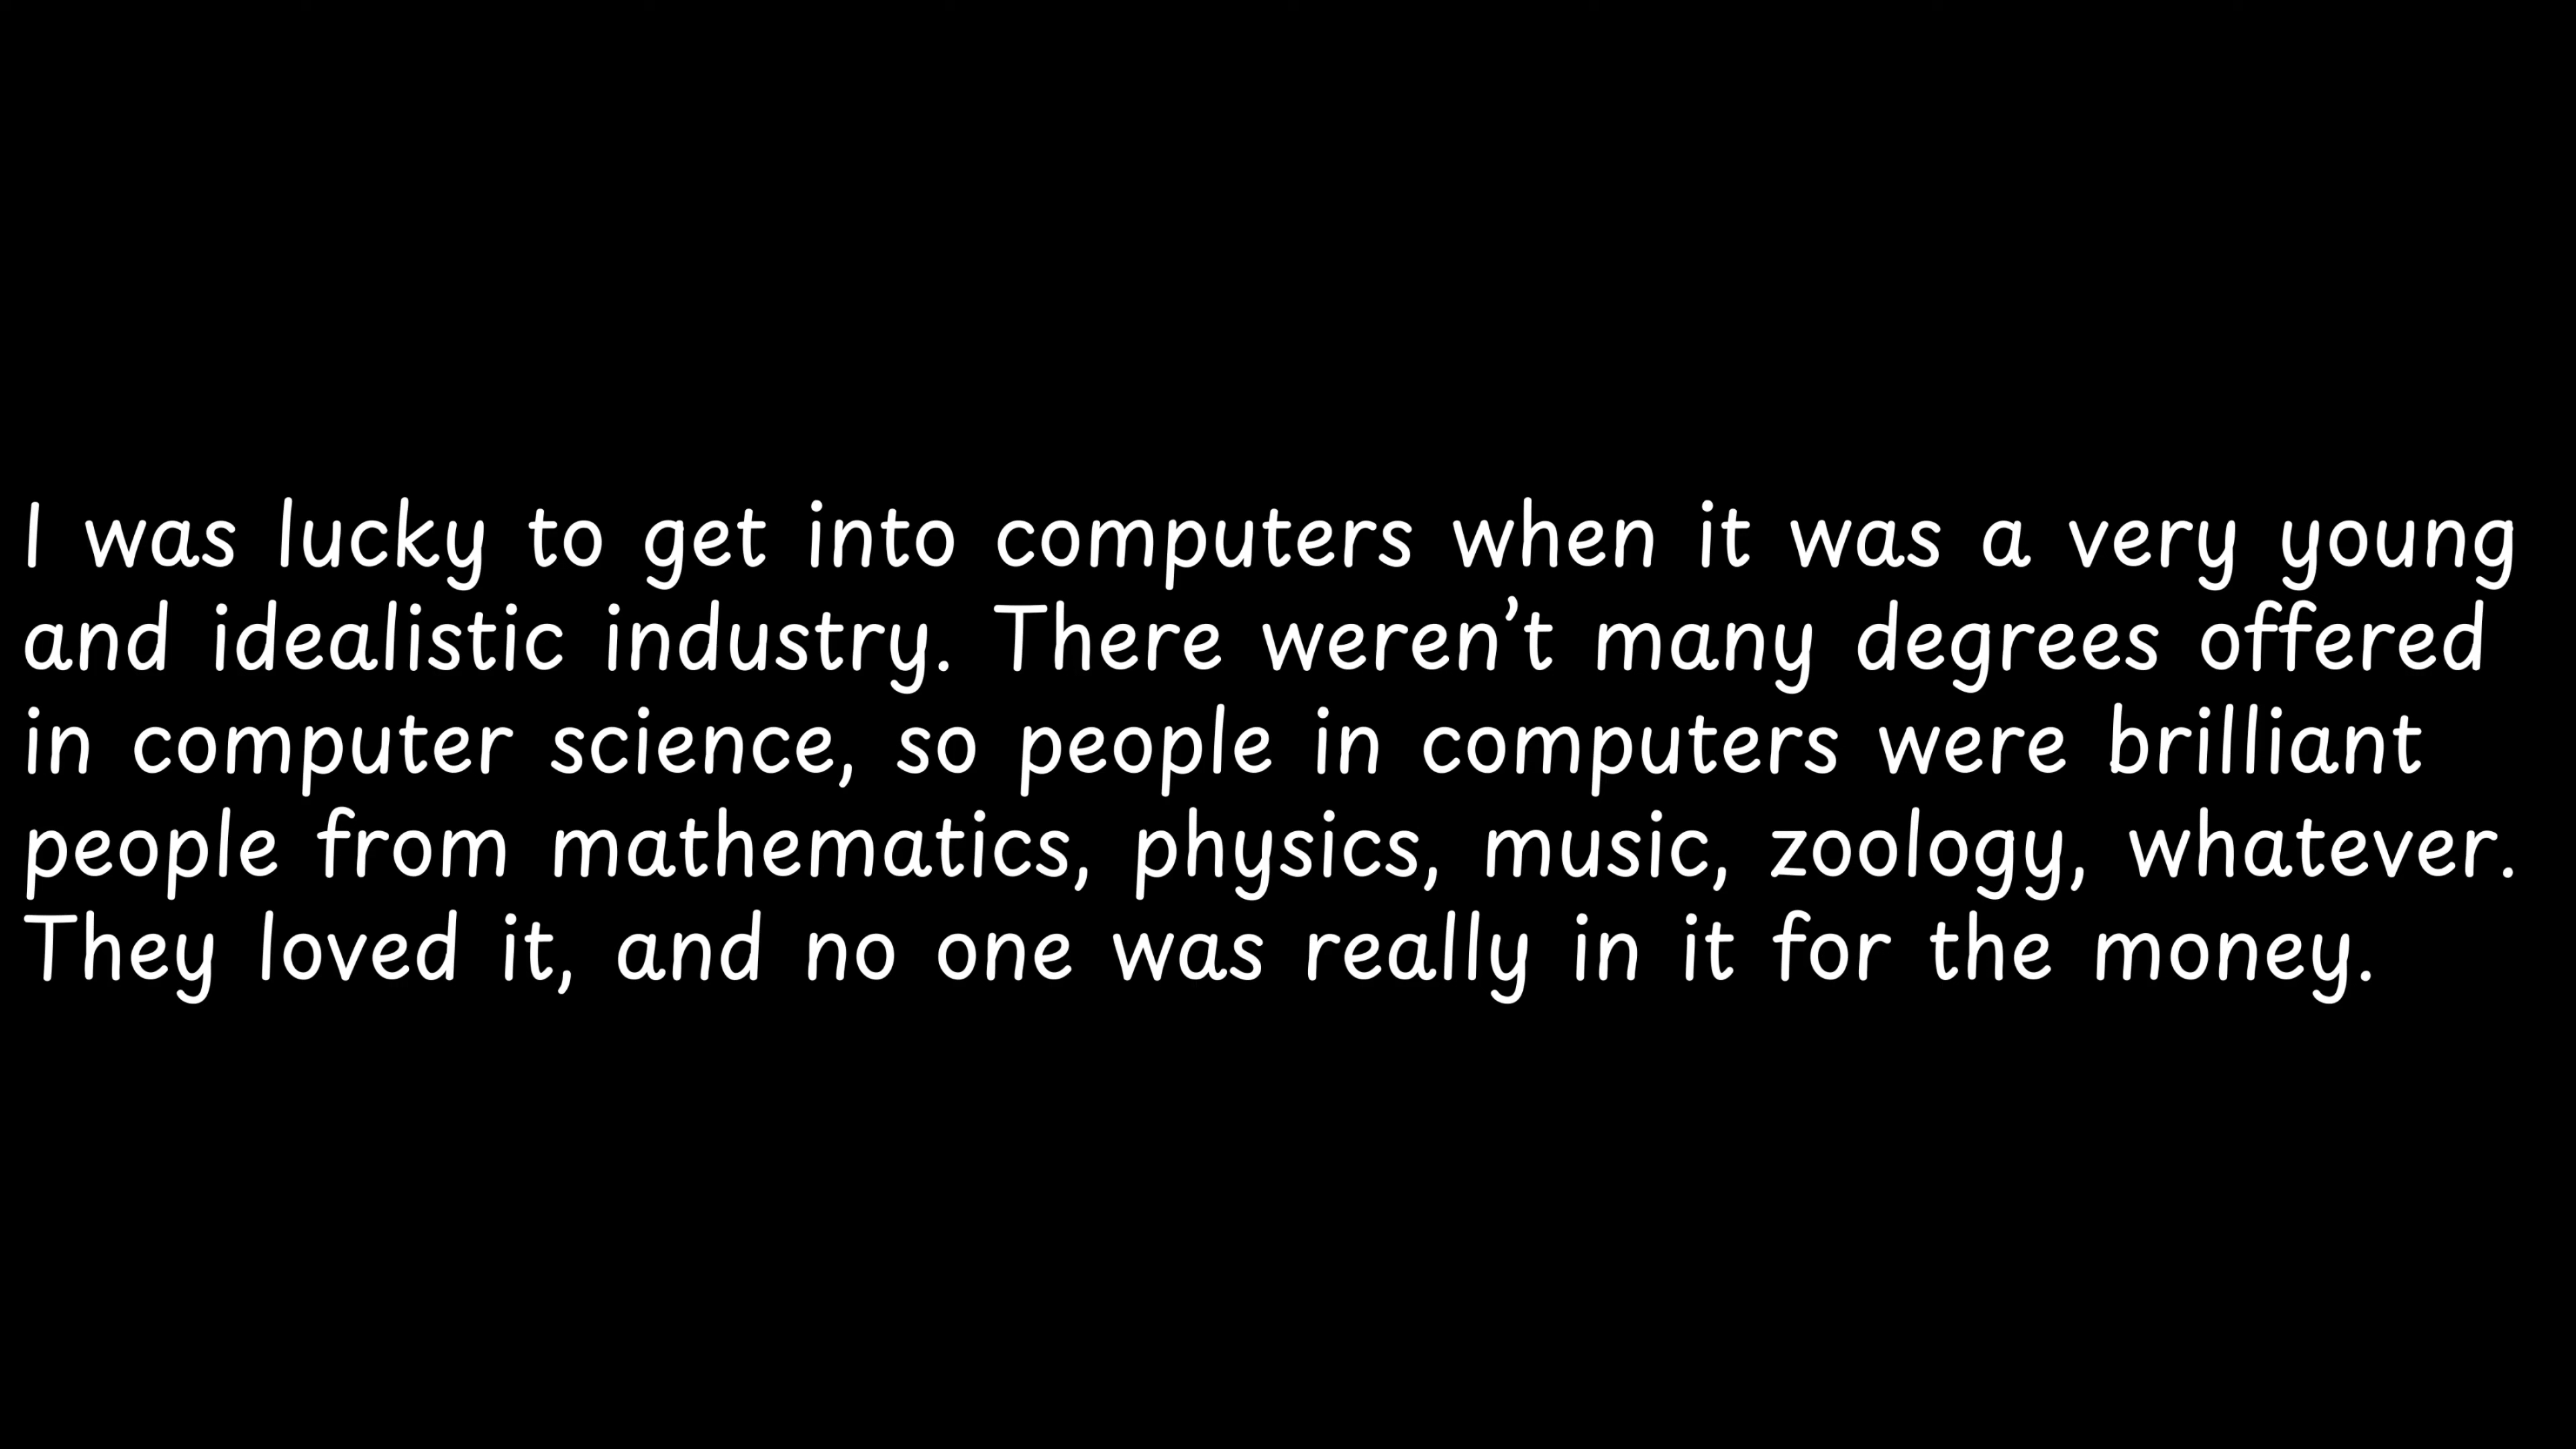 I was lucky to get into computers when it was a very young
and idealistic industry. There weren’t many degrees offered
in computer science, so people in computers were brilliant
people from mathematics, physics, music, zoology, whatever.
They loved it, and no one was really in it for the money.